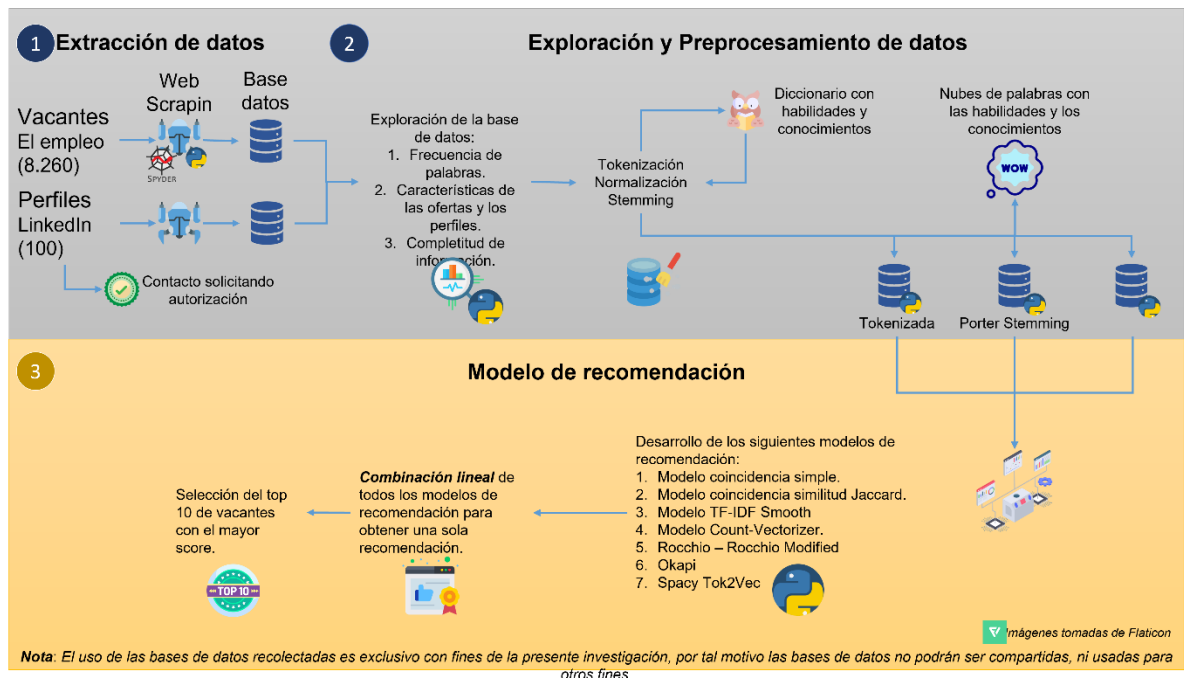 1
Extracción de datos
Vacantes
El empleo
(8.260)
Web
Scrapin
Base
datos
SPYDER
Perfiles
LinkedIn
(100)
Contacto solicitando
autorización
2
Exploración y Preprocesamiento de datos
Exploración de la base
de datos:
1. Frecuencia de
palabras.
2. Características de
las ofertas y los
perfiles.
3. Completitud de
información.
Tokenización
Normalización
Stemming
Diccionario con
habilidades y
conocimientos
Nubes de palabras con
las habilidades y los
conocimientos
WOW
Tokenizada
Porter Stemming
3
Modelo de recomendación
Desarrollo de los siguientes modelos de
recomendación:
1. Modelo coincidencia simple.
2. Modelo coincidencia similitud Jaccard.
3. Modelo TF-IDF Smooth
4. Modelo Count-Vectorizer.
5. Rocchio – Rocchio Modified
6. Okapi
7. Spacy Tok2Vec
Combinación lineal de
todos los modelos de
recomendación para
obtener una sola
recomendación.
Selección del top
10 de vacantes
con el mayor
score.
TOP 10
Imágenes tomadas de Flaticon
Nota: El uso de las bases de datos recolectadas es exclusivo con fines de la presente investigación, por tal motivo las bases de datos no podrán ser compartidas, ni usadas para
otros fines